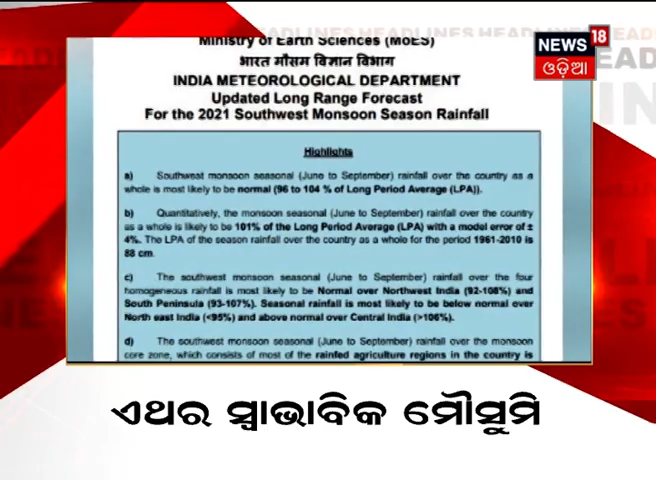 HEADLINES HEADLINES HEADLINES
NEWS 18
ଓଡ଼ିଆ
Ministry of Earth Sciences (MoES)
भारत मौसम विज्ञान विभाग
INDIA METEOROLOGICAL DEPARTMENT
Updated Long Range Forecast
For the 2021 Southwest Monsoon Season Rainfall
Highlights
a) Southwest monsoon seasonal (June to September) rainfall over the country as a
whole is most likely to be normal (96 to 104 % of Long Period Average (LPA)).
b) Quantitatively, the monsoon seasonal (June to September) rainfall over the country
as a whole is likely to be 101% of the Long Period Average (LPA) with a model error of ±
4%. The LPA of the season rainfall over the country as a whole for the period 1961-2010 is
88 cm.
c) The southwest monsoon seasonal (June to September) rainfall over the four
homogeneous rainfall is most likely to be Normal over Northwest India (92-108%) and
South Peninsula (93-107%). Seasonal rainfall is most likely to be below normal over
North east India (<95%) and above normal over Central India (>106%).
d) The southwest monsoon seasonal (June to September) rainfall over the monsoon
core zone, which consists of most of the rainfed agriculture regions in the country is
ଏଥର ସ୍ୱାଭାବିକ ମୌସୁମି